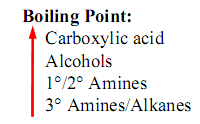 Boiling Point:
Carboxylic acid
Alcohols
1°/2° Amines
3° Amines/Alkanes